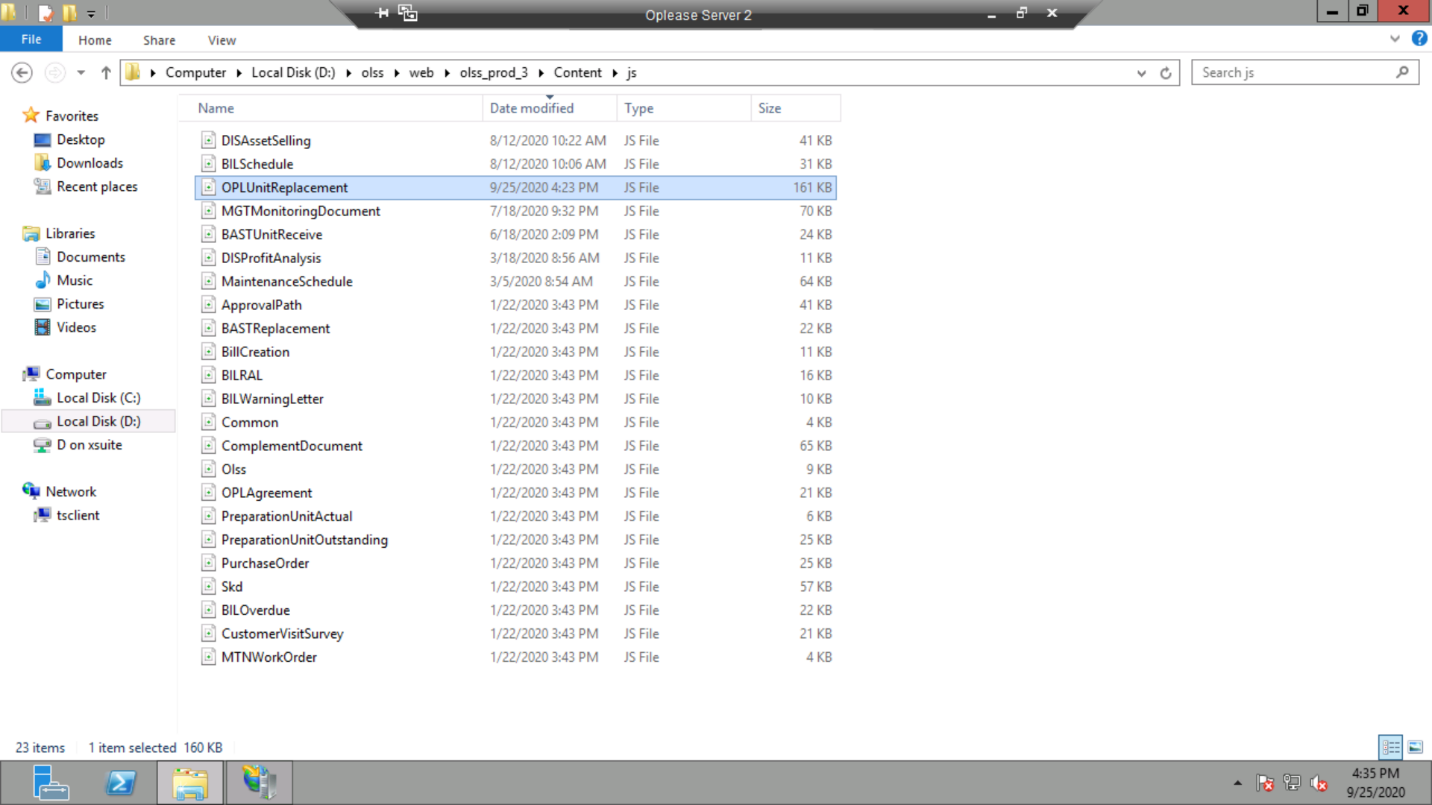 Oplease Server 2
File Home Share View
Computer Local Disk (D:) olss web olss_prod_3 Content js
Search js
Favorites
Desktop
Downloads
Recent places
Libraries
Documents
Music
Pictures
Videos
Computer
Local Disk (C:)
Local Disk (D:)
D on xsuite
Network
tsclient
Name Date modified Type Size
DISAssetSelling 8/12/2020 10:22 AM JS File 41 KB
BILSchedule 8/12/2020 10:06 AM JS File 31 KB
OPLUnitReplacement 9/25/2020 4:23 PM JS File 161 KB
MGTMonitoringDocument 7/18/2020 9:32 PM JS File 70 KB
BASTUnitReceive 6/18/2020 2:09 PM JS File 24 KB
DISProfitAnalysis 3/18/2020 8:56 AM JS File 11 KB
MaintenanceSchedule 3/5/2020 8:54 AM JS File 64 KB
ApprovalPath 1/22/2020 3:43 PM JS File 41 KB
BASTReplacement 1/22/2020 3:43 PM JS File 22 KB
BillCreation 1/22/2020 3:43 PM JS File 11 KB
BILRAL 1/22/2020 3:43 PM JS File 16 KB
BILWarningLetter 1/22/2020 3:43 PM JS File 10 KB
Common 1/22/2020 3:43 PM JS File 4 KB
ComplementDocument 1/22/2020 3:43 PM JS File 65 KB
Olss 1/22/2020 3:43 PM JS File 9 KB
OPLAgreement 1/22/2020 3:43 PM JS File 21 KB
PreparationUnitActual 1/22/2020 3:43 PM JS File 6 KB
PreparationUnitOutstanding 1/22/2020 3:43 PM JS File 25 KB
PurchaseOrder 1/22/2020 3:43 PM JS File 25 KB
Skd 1/22/2020 3:43 PM JS File 57 KB
BILOverdue 1/22/2020 3:43 PM JS File 22 KB
CustomerVisitSurvey 1/22/2020 3:43 PM JS File 21 KB
MTNWorkOrder 1/22/2020 3:43 PM JS File 4 KB
23 items 1 item selected 160 KB
4:35 PM
9/25/2020